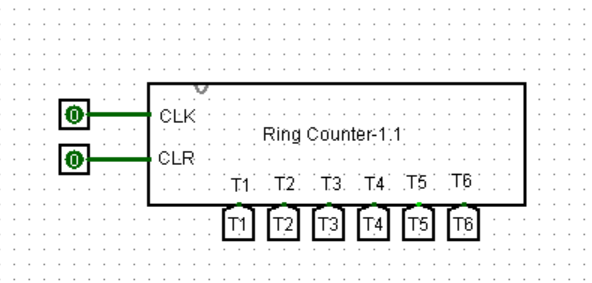 0 CLK
Ring Counter-1.1
0 CLR
T1 T2 T3 T4 T5 T6
T1 T2 T3 T4 T5 T6